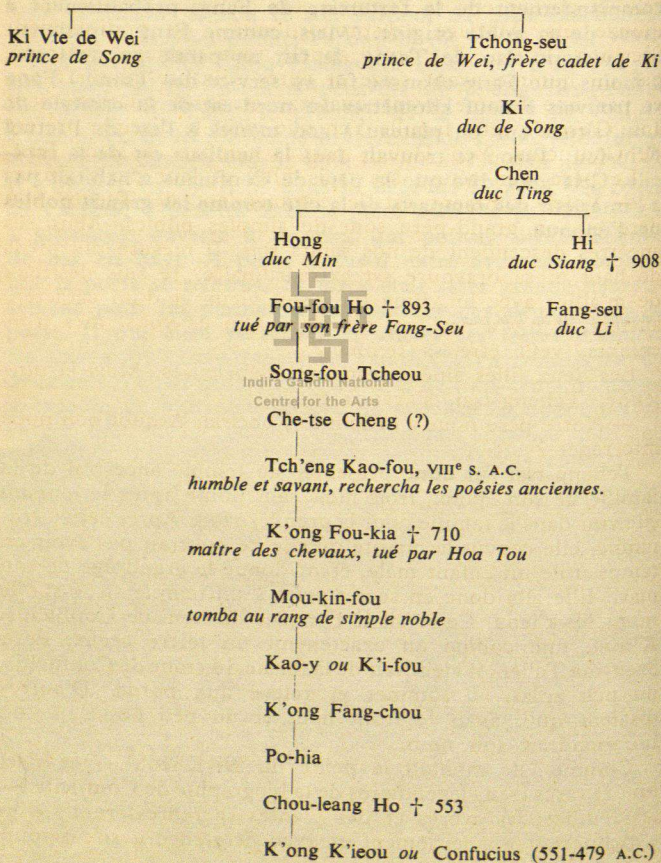 Ki Vte de Wei
prince de Song
Tchong-seu
prince de Wei, frère cadet de Ki
Ki
duc de Song
Chen
duc Ting
Hong
duc Min
Hi
duc Siang † 908
Fou-fou Ho † 893
tué par son frère Fang-Seu
Fang-seu
duc Li
Song-fou Tcheou
Indira Gandhi National
Centre for the Arts
Che-tse Cheng (?)
Tch'eng Kao-fou, VIIIe s. A.C.
humble et savant, rechercha les poésies anciennes.
K'ong Fou-kia † 710
maître des chevaux, tué par Hoa Tou
Mou-kin-fou
tomba au rang de simple noble
Kao-y ou K'i-fou
K'ong Fang-chou
Po-hia
Chou-leang Ho † 553
K'ong K'ieou ou Confucius (551-479 A.C.)